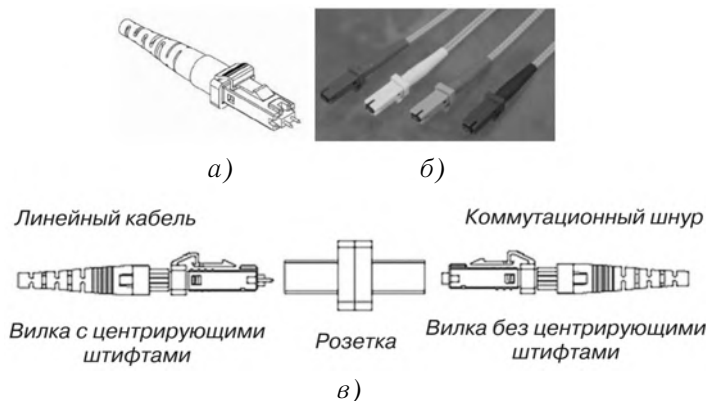 а) б)
Линейный кабель Коммутационный шнур
Вилка с центрирующими штифтами Розетка Вилка без центрирующими штифтами
в)